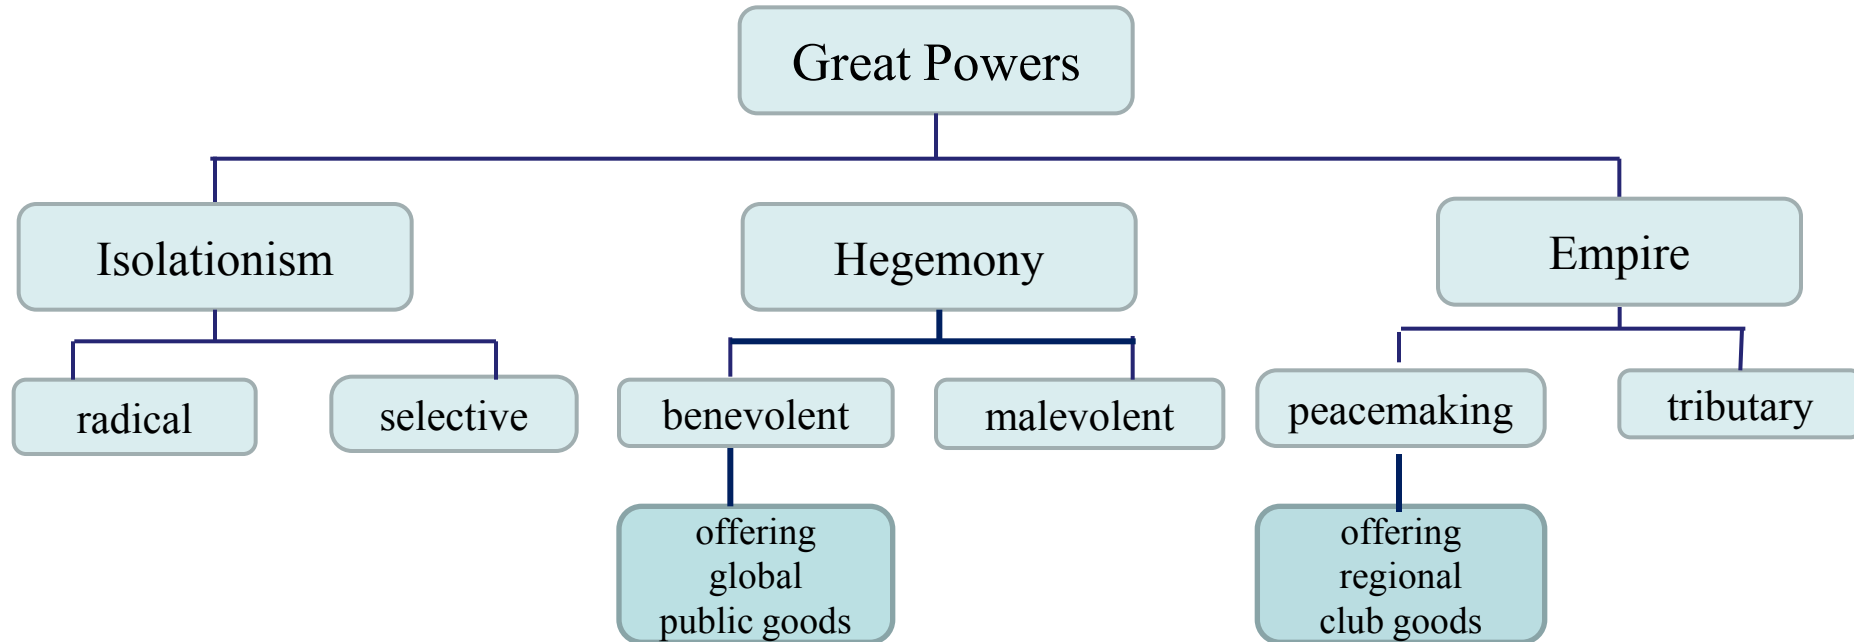 Great Powers
Isolationism
Hegemony
Empire
radical
selective
benevolent
malevolent
peacemaking
tributary
offering
global
public goods
offering
regional
club goods